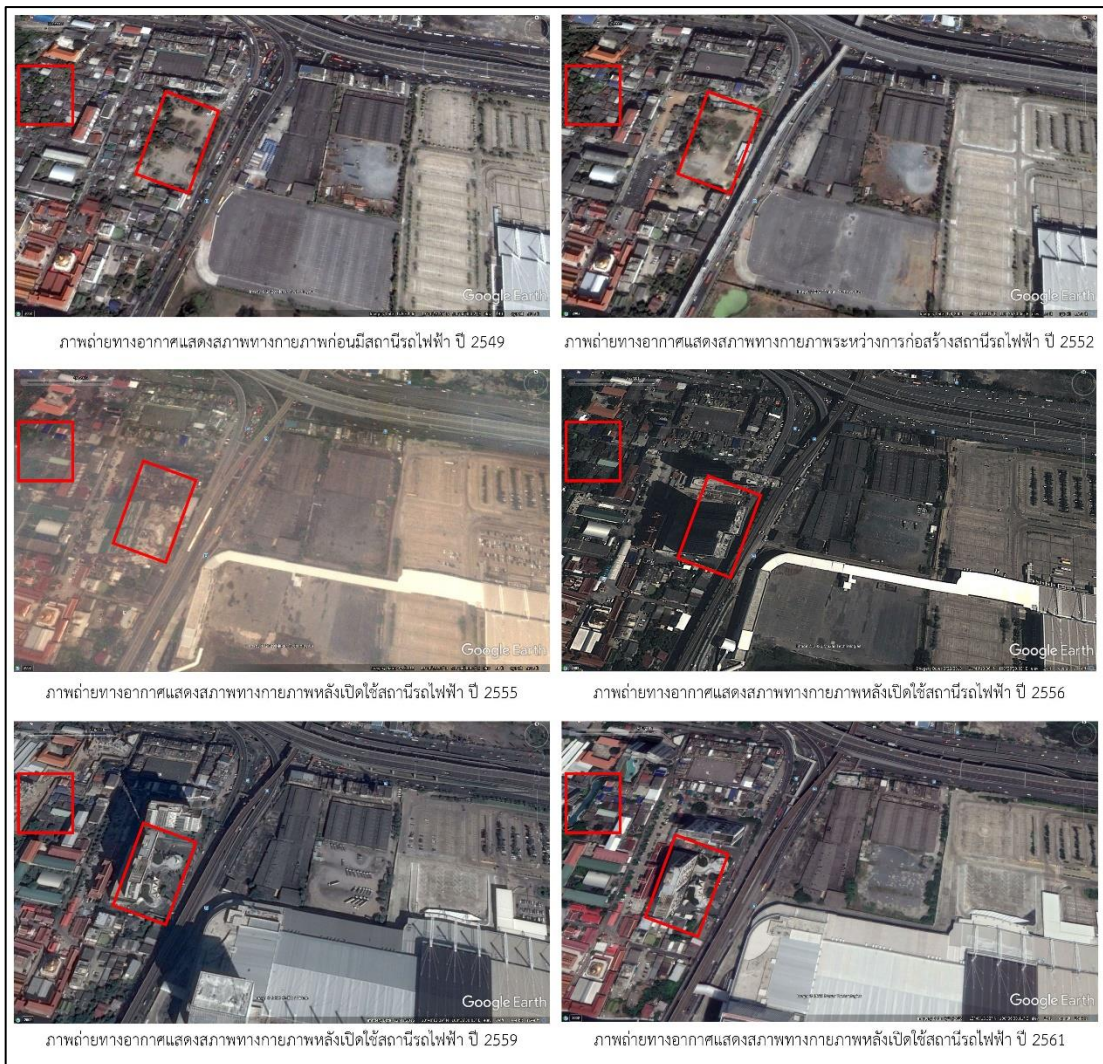 Google Earth
Google Earth
ภาพถ่ายทางอากาศแสดงสภาพทางกายภาพก่อนมีสถานีรถไฟฟ้า ปี 2549
ภาพถ่ายทางอากาศแสดงสภาพทางกายภาพระหว่างการก่อสร้างสถานีรถไฟฟ้า ปี 2552
Google Earth
Google Earth
ภาพถ่ายทางอากาศแสดงสภาพทางกายภาพหลังเปิดใช้สถานีรถไฟฟ้า ปี 2555
ภาพถ่ายทางอากาศแสดงสภาพทางกายภาพหลังเปิดใช้สถานีรถไฟฟ้า ปี 2556
Google Earth
Google Earth
ภาพถ่ายทางอากาศแสดงสภาพทางกายภาพหลังเปิดใช้สถานีรถไฟฟ้า ปี 2559
ภาพถ่ายทางอากาศแสดงสภาพทางกายภาพหลังเปิดใช้สถานีรถไฟฟ้า ปี 2561